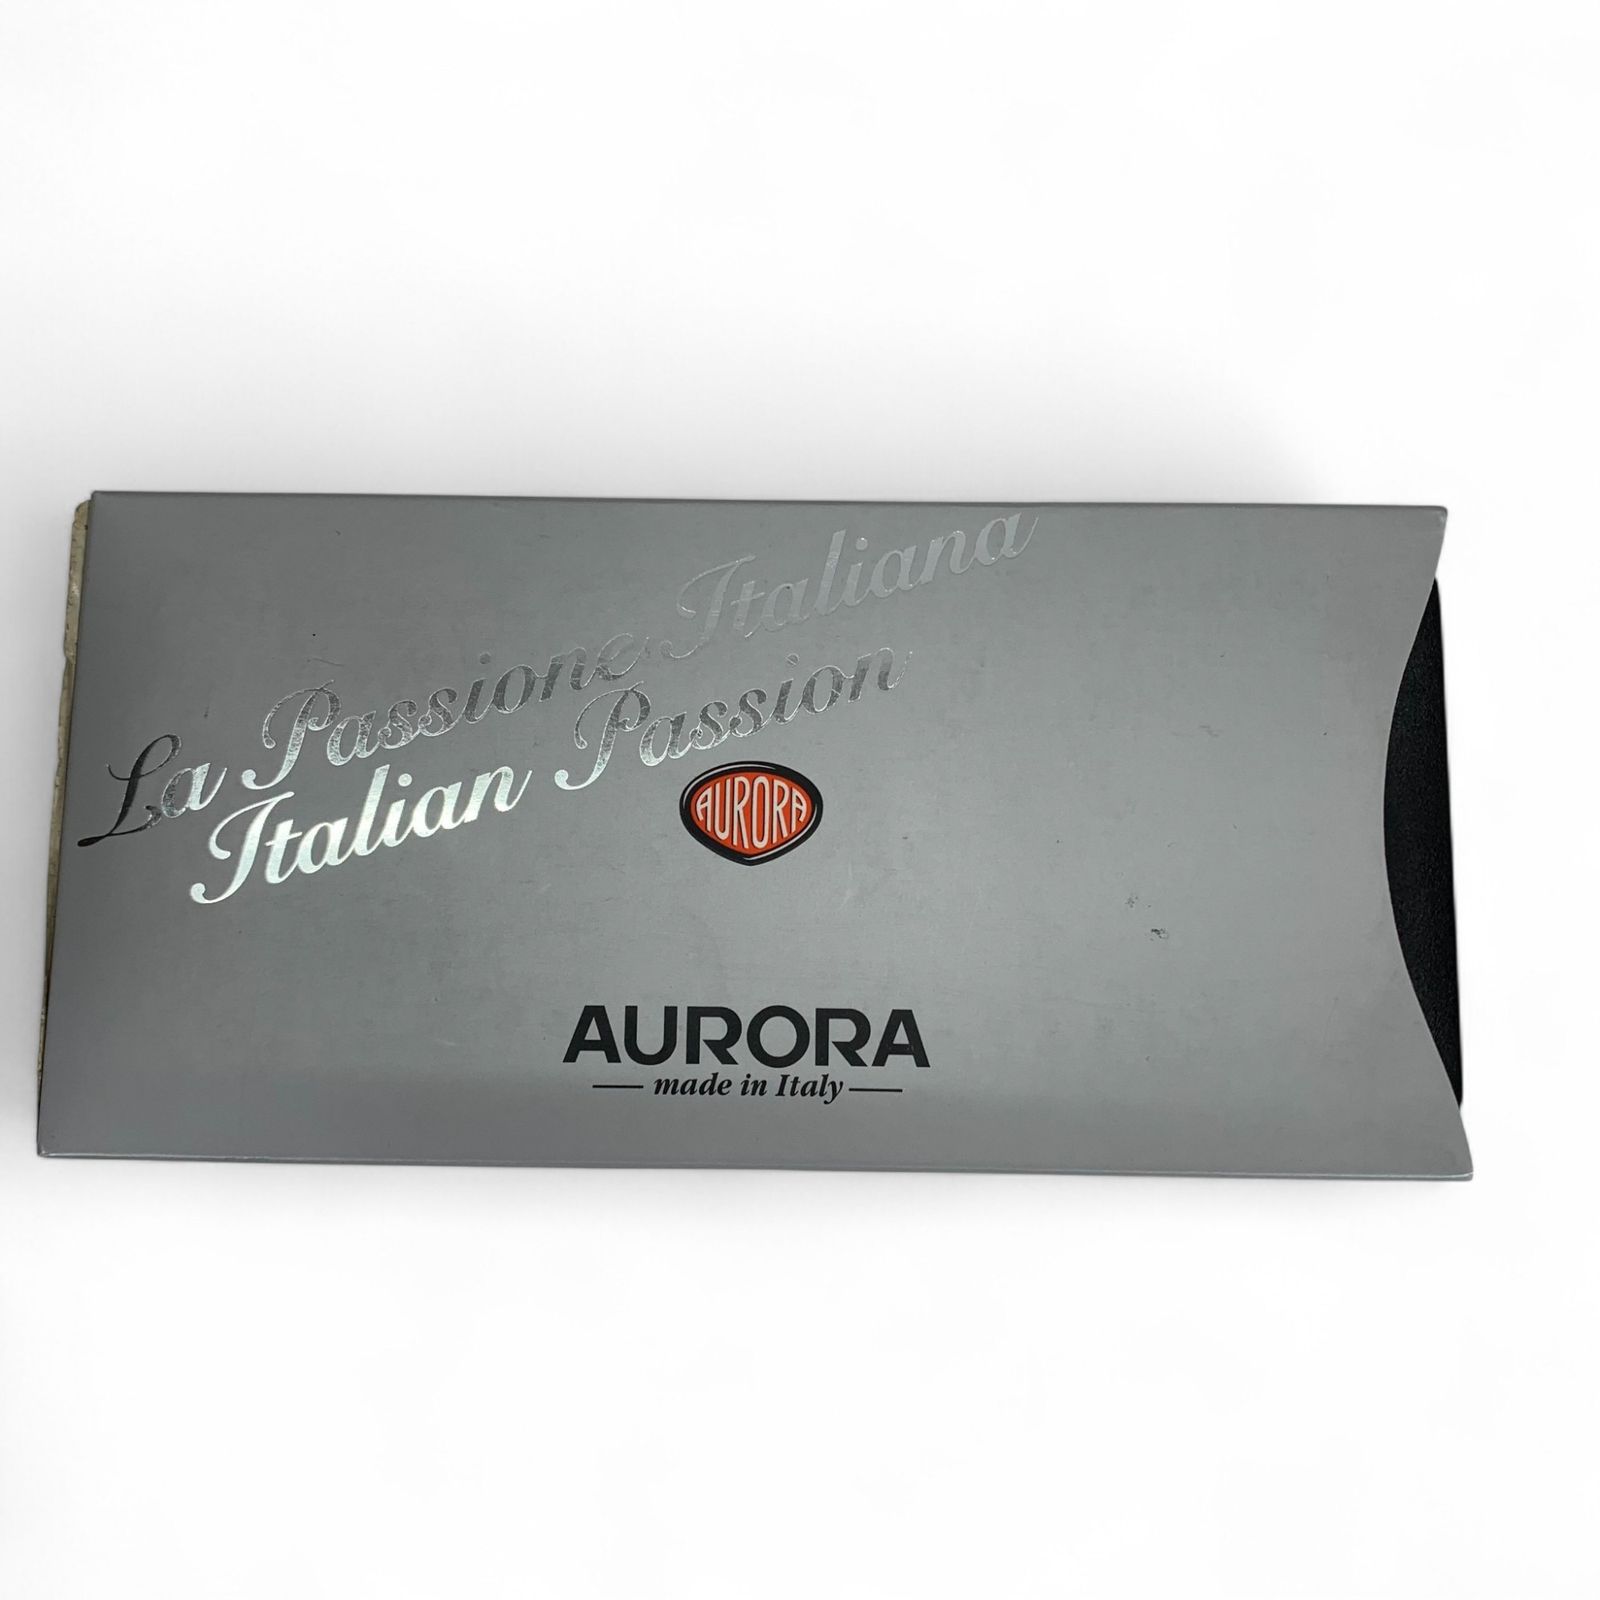 La Passione Italiana
Italian Passion
AURORA
AURORA
made in Italy